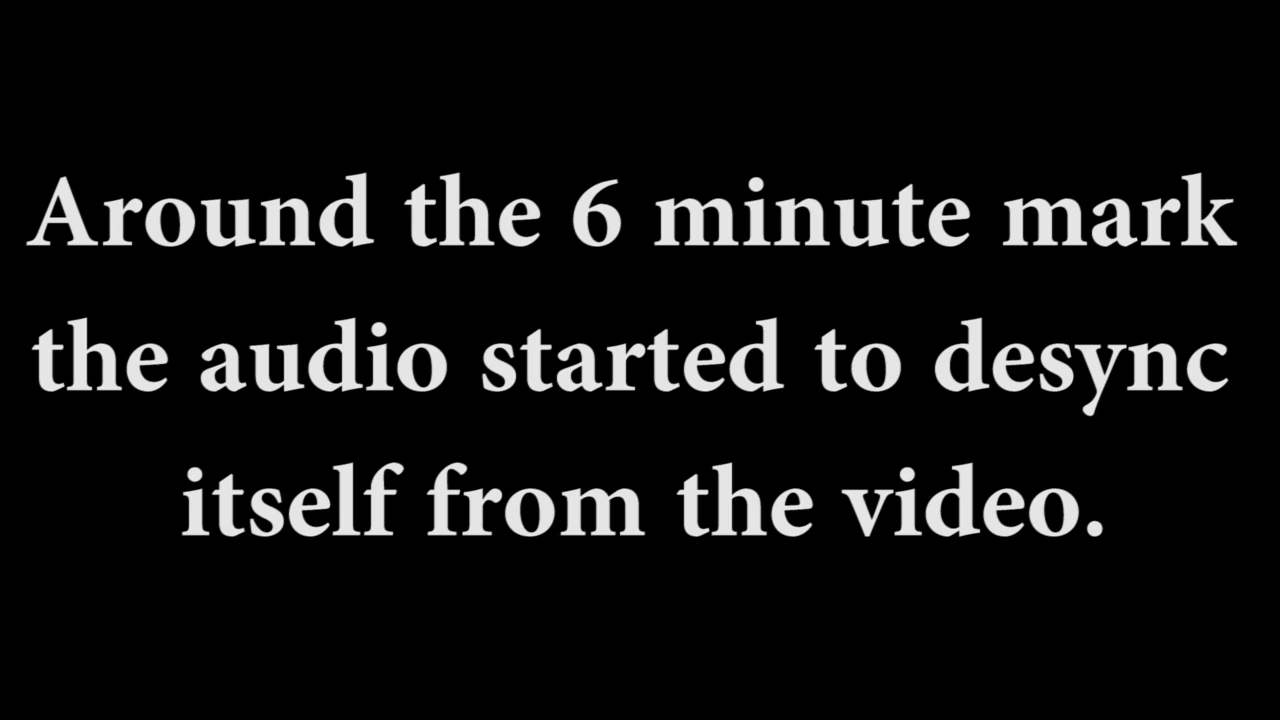 Around the 6 minute mark
the audio started to desync
itself from the video.